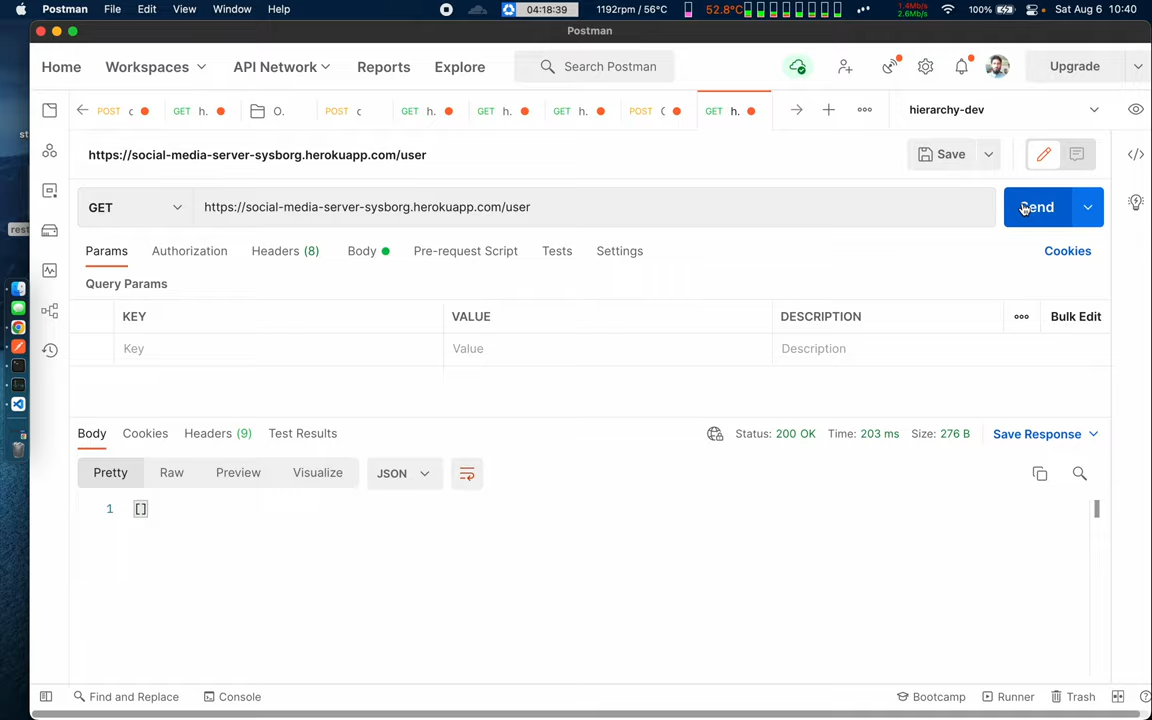 Postman File Edit View Window Help 04:18:39 1192rpm / 56°C 52.8°C 1.4Mb/s 2.6Mb/s 100% Sat Aug 6 10:40
Postman
Home Workspaces API Network Reports Explore Search Postman Upgrade
POST c GET h. O. POST c GET h. GET h. GET h. POST C GET h. hierarchy-dev
https://social-media-server-sysborg.herokuapp.com/user Save
GET https://social-media-server-sysborg.herokuapp.com/user Send
rest
Params Authorization Headers (8) Body Pre-request Script Tests Settings Cookies
Query Params
KEY VALUE DESCRIPTION Bulk Edit
Key Value Description
Body Cookies Headers (9) Test Results Status: 200 OK Time: 203 ms Size: 276 B Save Response
Pretty Raw Preview Visualize JSON
1 []
Find and Replace Console Bootcamp Runner Trash